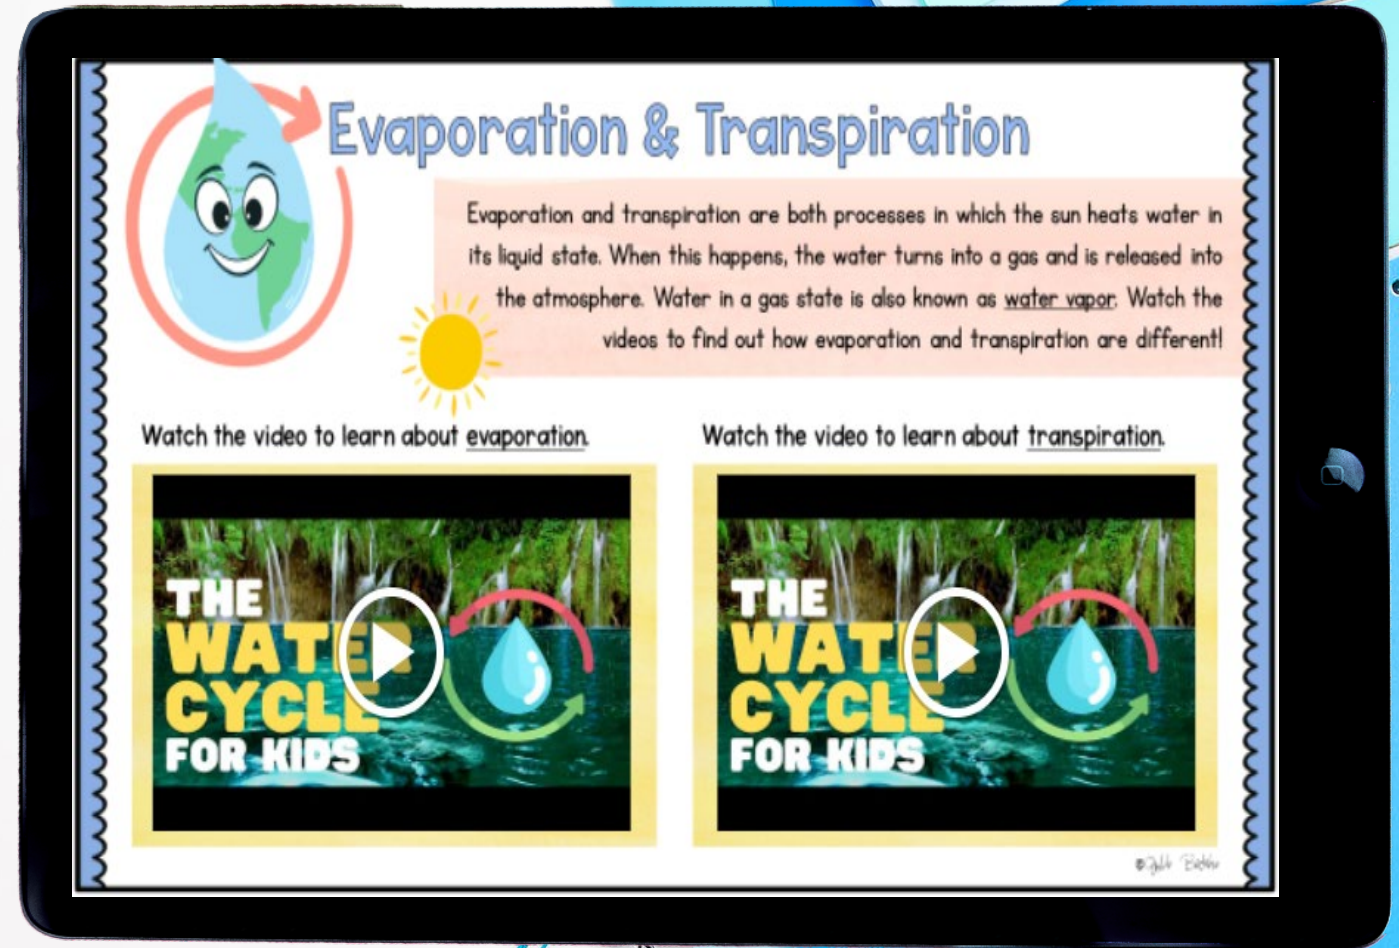 Evaporation & Transpiration
Evaporation and transpiration are both processes in which the sun heats water in
its liquid state. When this happens, the water turns into a gas and is released into
the atmosphere. Water in a gas state is also known as water vapor. Watch the
videos to find out how evaporation and transpiration are different!
Watch the video to learn about evaporation.
Watch the video to learn about transpiration.
THE
WATER
CYCLE
FOR KIDS
THE
WATER
CYCLE
FOR KIDS